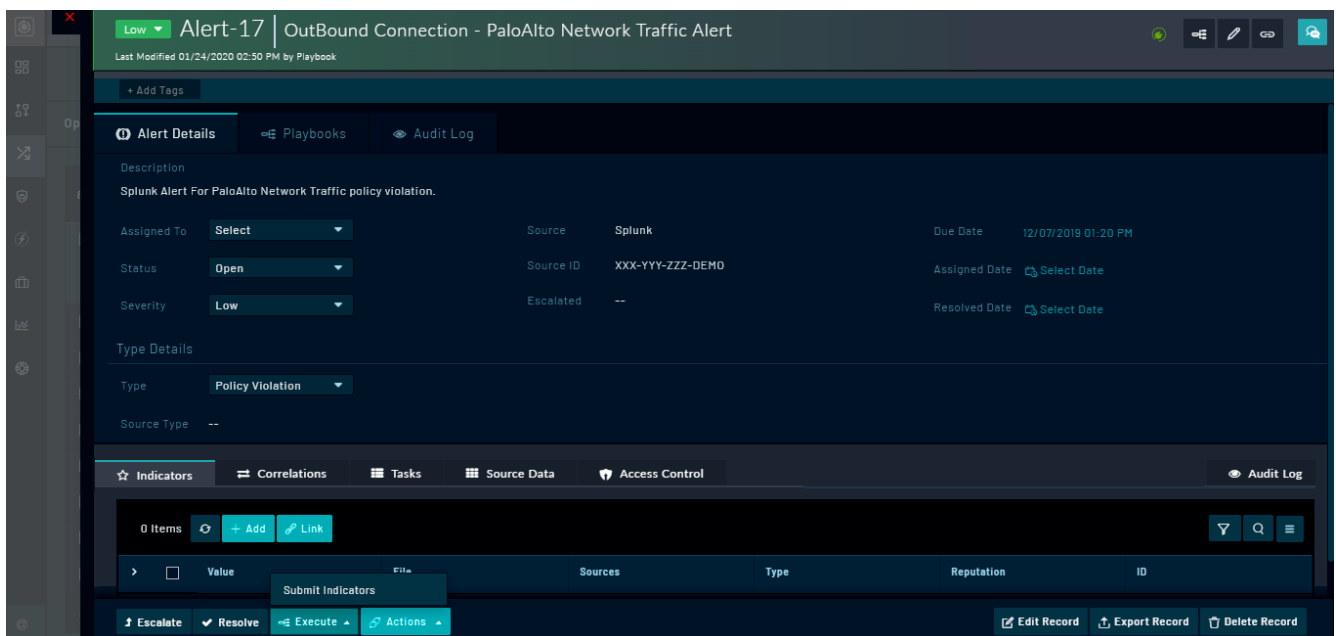 Low Alert-17 | OutBound Connection - PaloAlto Network Traffic Alert
Last Modified 01/24/2020 02:50 PM by Playbook
+ Add Tags
Op
Alert Details Playbooks Audit Log
Description
Splunk Alert For PaloAlto Network Traffic policy violation.
Assigned To Select Source Splunk Due Date 12/07/2019 01:20 PM
Status Open Source ID XXX-YYY-ZZZ-DEMO Assigned Date Select Date
Severity Low Escalated -- Resolved Date Select Date
Type Details
Type Policy Violation
Source Type --
Indicators Correlations Tasks Source Data Access Control Audit Log
0 Items + Add Link
Value File Sources Type Reputation ID
Submit Indicators
Escalate Resolve Execute Actions Edit Record Export Record Delete Record